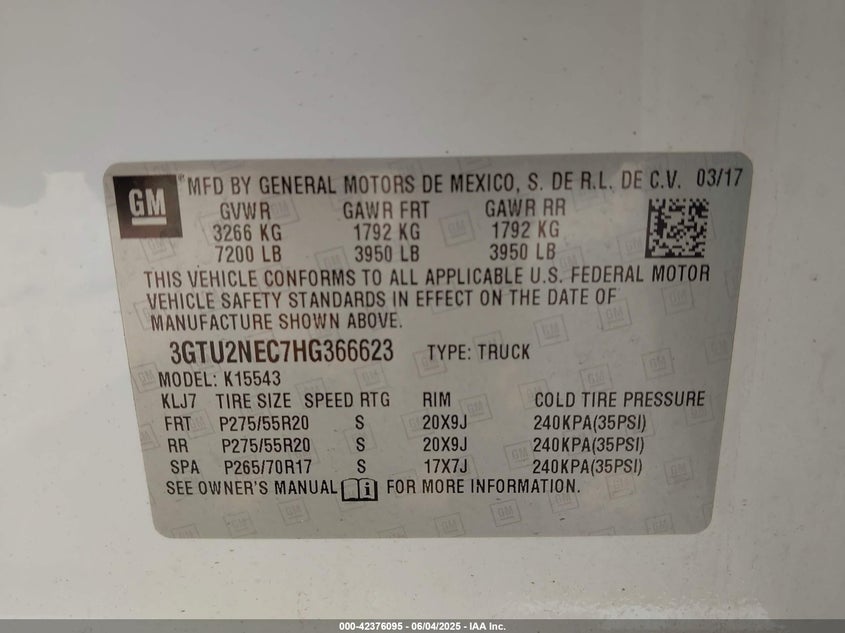 GM ® MFD BY GENERAL MOTORS DE MEXICO, S. DE R.L. DE C.V. 03/17
GVWR GAWR FRT GAWR RR
3266 KG 1792 KG 1792 KG
7200 LB 3950 LB 3950 LB
THIS VEHICLE CONFORMS TO ALL APPLICABLE U.S. FEDERAL MOTOR
VEHICLE SAFETY STANDARDS IN EFFECT ON THE DATE OF
MANUFACTURE SHOWN ABOVE.
3GTU2NEC7HG366623 TYPE: TRUCK
MODEL: K15543
KLJ7 TIRE SIZE SPEED RTG RIM COLD TIRE PRESSURE
FRT P275/55R20 S 20X9J 240KPA(35PSI)
RR P275/55R20 S 20X9J 240KPA(35PSI)
SPA P265/70R17 S 17X7J 240KPA(35PSI)
SEE OWNER'S MANUAL FOR MORE INFORMATION.
000-42376095 - 06/04/2025 - IAA Inc.